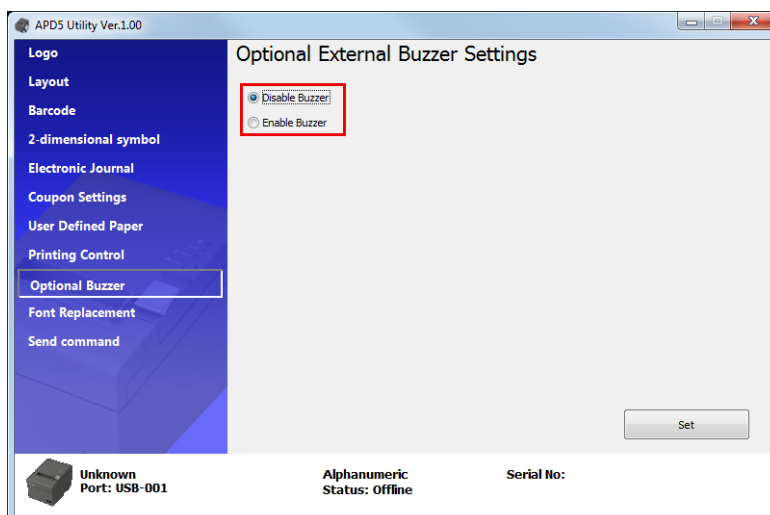 APD5 Utility Ver.1.00
Logo
Layout
Barcode
2-dimensional symbol
Electronic Journal
Coupon Settings
User Defined Paper
Printing Control
Optional Buzzer
Font Replacement
Send command
Optional External Buzzer Settings
Disable Buzzer
Enable Buzzer
Set
Unknown
Port: USB-001
Alphanumeric
Status: Offline
Serial No: